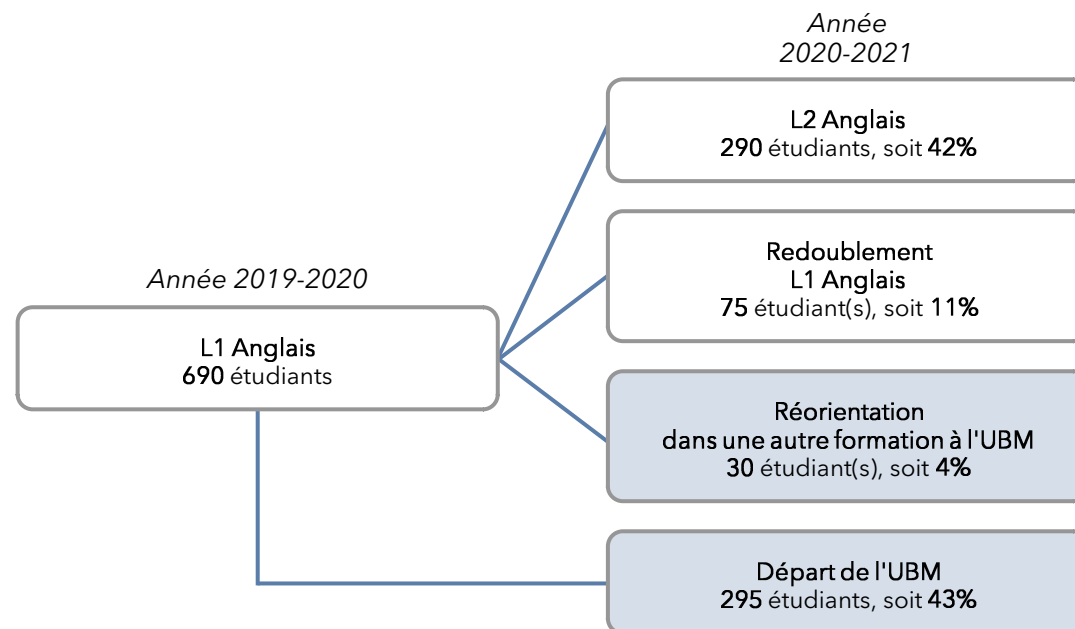 Année
2020-2021
L2 Anglais
290 étudiants, soit 42%
Redoublement
L1 Anglais
75 étudiant(s), soit 11%
Année 2019-2020
L1 Anglais
690 étudiants
Réorientation
dans une autre formation à l'UBM
30 étudiant(s), soit 4%
Départ de l'UBM
295 étudiants, soit 43%